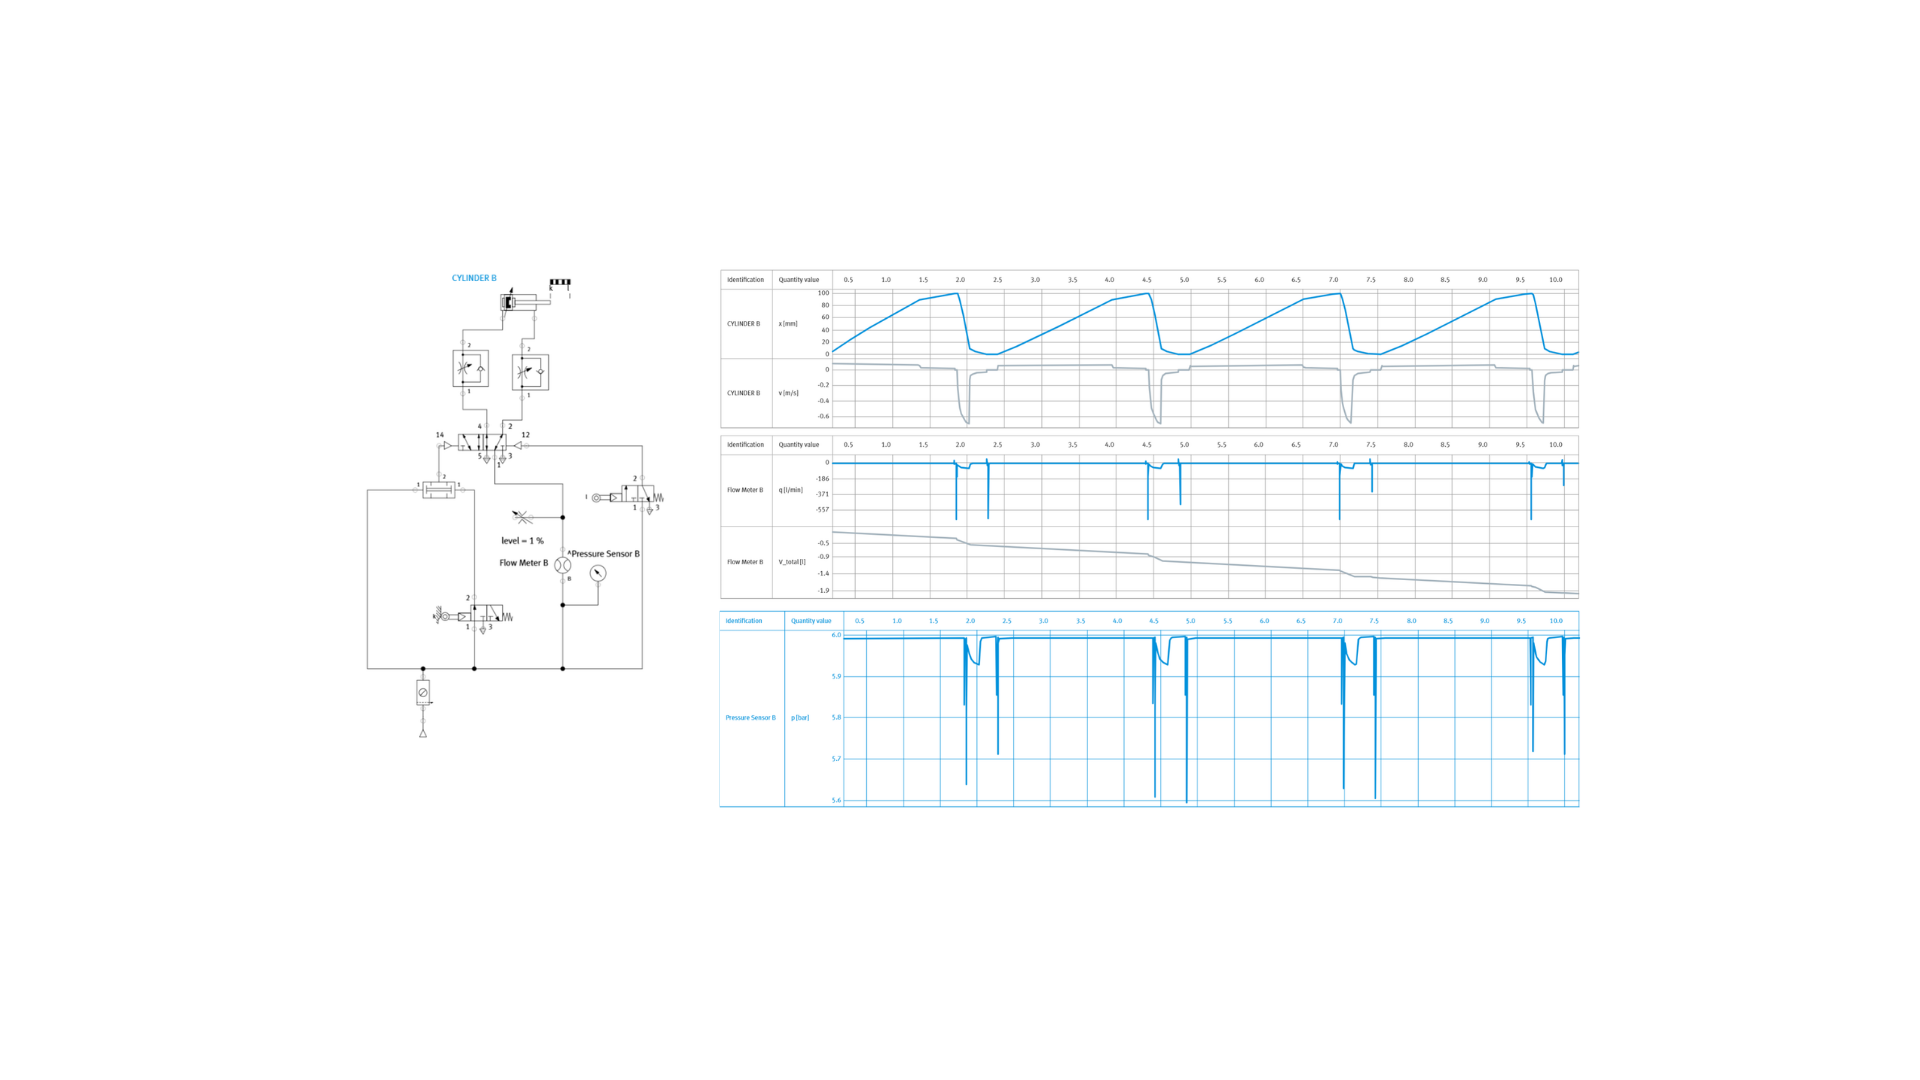 CYLINDER B
k
l
2
2
1
1
4
2
14
12
5
1
3
2
1
1
2
l
1
3
level = 1 %
A
Pressure Sensor B
Flow Meter B
B
2
k
1
3
Identification Quantity value 0.5 1.0 1.5 2.0 2.5 3.0 3.5 4.0 4.5 5.0 5.5 6.0 6.5 7.0 7.5 8.0 8.5 9.0 9.5 10.0
100
80
60
CYLINDER B x [mm]
40
20
0
0
-0.2
CYLINDER B v [m/s]
-0.4
-0.6
Identification Quantity value 0.5 1.0 1.5 2.0 2.5 3.0 3.5 4.0 4.5 5.0 5.5 6.0 6.5 7.0 7.5 8.0 8.5 9.0 9.5 10.0
0
-186
Flow Meter B q [l/min]
-371
-557
-0.5
-0.9
Flow Meter B V_total [l]
-1.4
-1.9
Identification Quantity value 0.5 1.0 1.5 2.0 2.5 3.0 3.5 4.0 4.5 5.0 5.5 6.0 6.5 7.0 7.5 8.0 8.5 9.0 9.5 10.0
6.0
5.9
5.8
Pressure Sensor B p [bar]
5.7
5.6